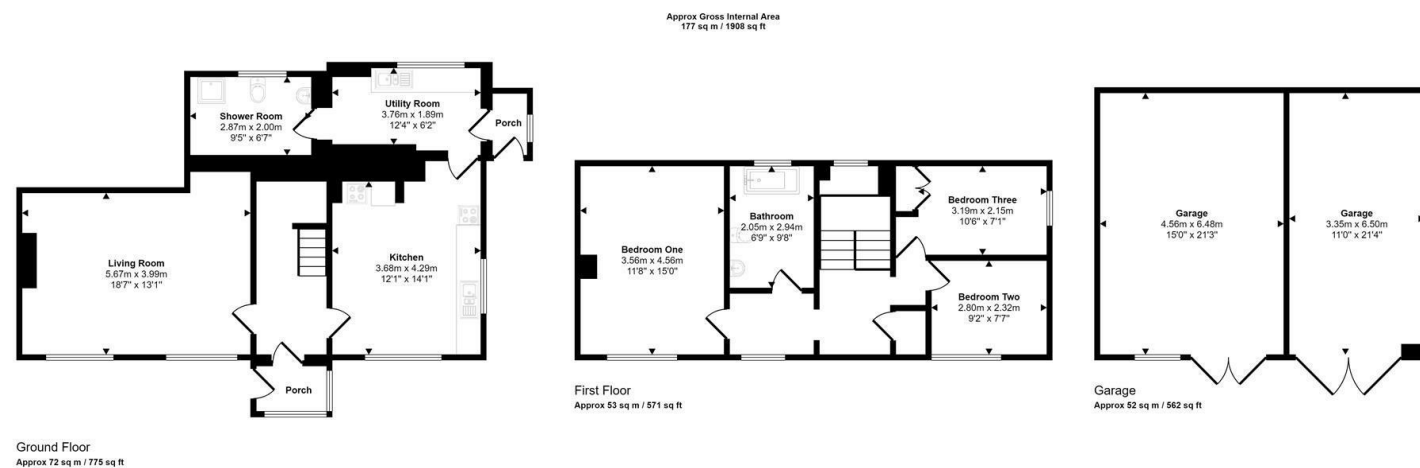 Approx Gross Internal Area
177 sq m / 1908 sq ft
Shower Room
2.87m x 2.00m
9'5" x 6'7"
Utility Room
3.76m x 1.89m
12'4" x 6'2"
Porch
Living Room
5.67m x 3.99m
18'7" x 13'1"
Kitchen
3.68m x 4.29m
12'1" x 14'1"
Porch
Ground Floor
Approx 72 sq m / 775 sq ft
Bedroom One
3.56m x 4.56m
11'8" x 15'0"
Bathroom
2.05m x 2.94m
6'9" x 9'8"
Bedroom Three
3.19m x 2.15m
10'6" x 7'1"
Bedroom Two
2.80m x 2.32m
9'2" x 7'7"
First Floor
Approx 53 sq m / 571 sq ft
Garage
4.56m x 6.48m
15'0" x 21'3"
Garage
3.35m x 6.50m
11'0" x 21'4"
Garage
Approx 52 sq m / 562 sq ft